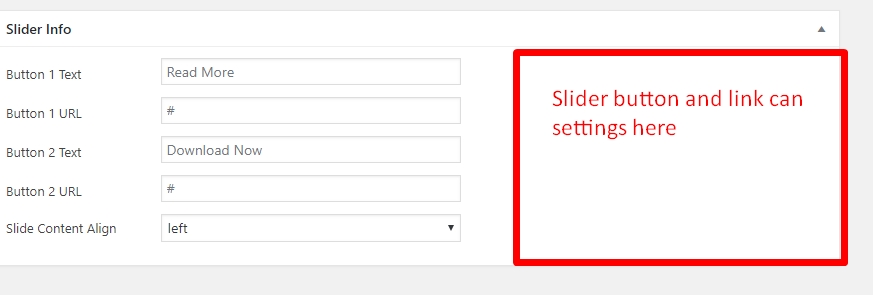 Slider Info
Button 1 Text
Read More
Button 1 URL
#
Button 2 Text
Download Now
Button 2 URL
#
Slide Content Align
left
Slider button and link can
settings here